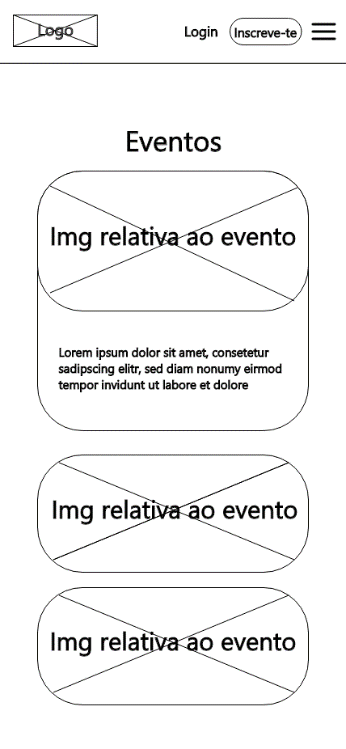 Logo
Login
Inscreve-te
Eventos
Img relativa ao evento
Lorem ipsum dolor sit amet, consetetur
sadipscing elitr, sed diam nonumy eirmod
tempor invidunt ut labore et dolore
Img relativa ao evento
Img relativa ao evento